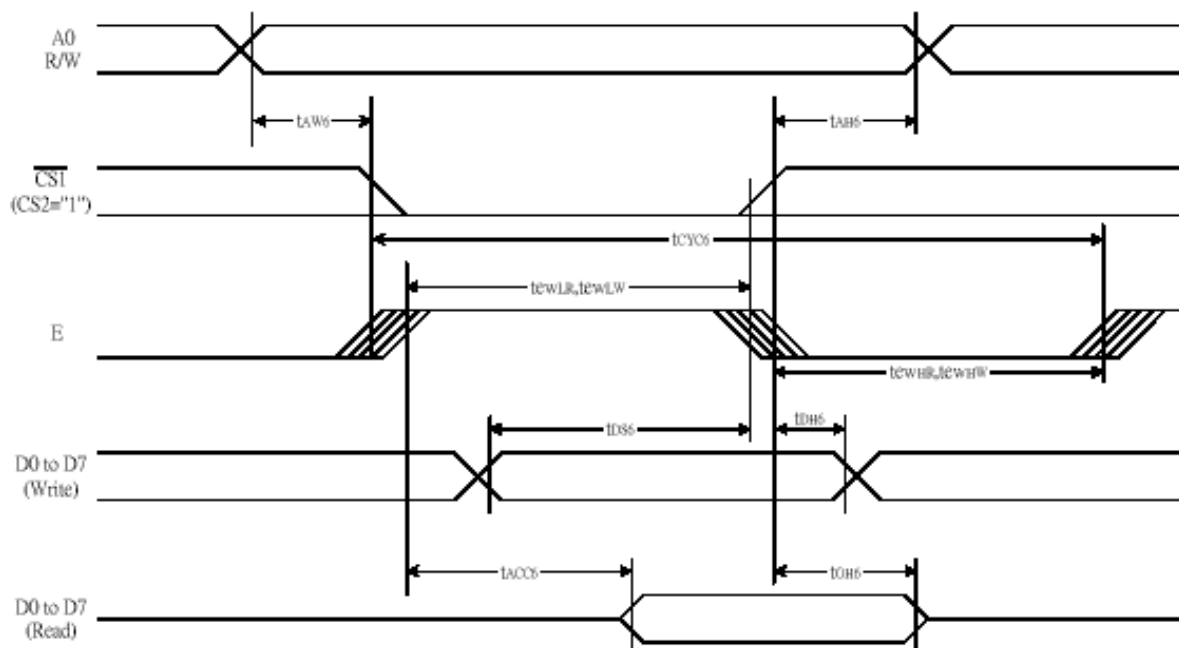 A0
R/W
tAW6
tAH6
CS1
(CS2="1")
tCYC6
tewLR,tewLW
E
tewHR,tewHW
tDS6
tDH6
D0 to D7
(Write)
tACC6
tOH6
D0 to D7
(Read)